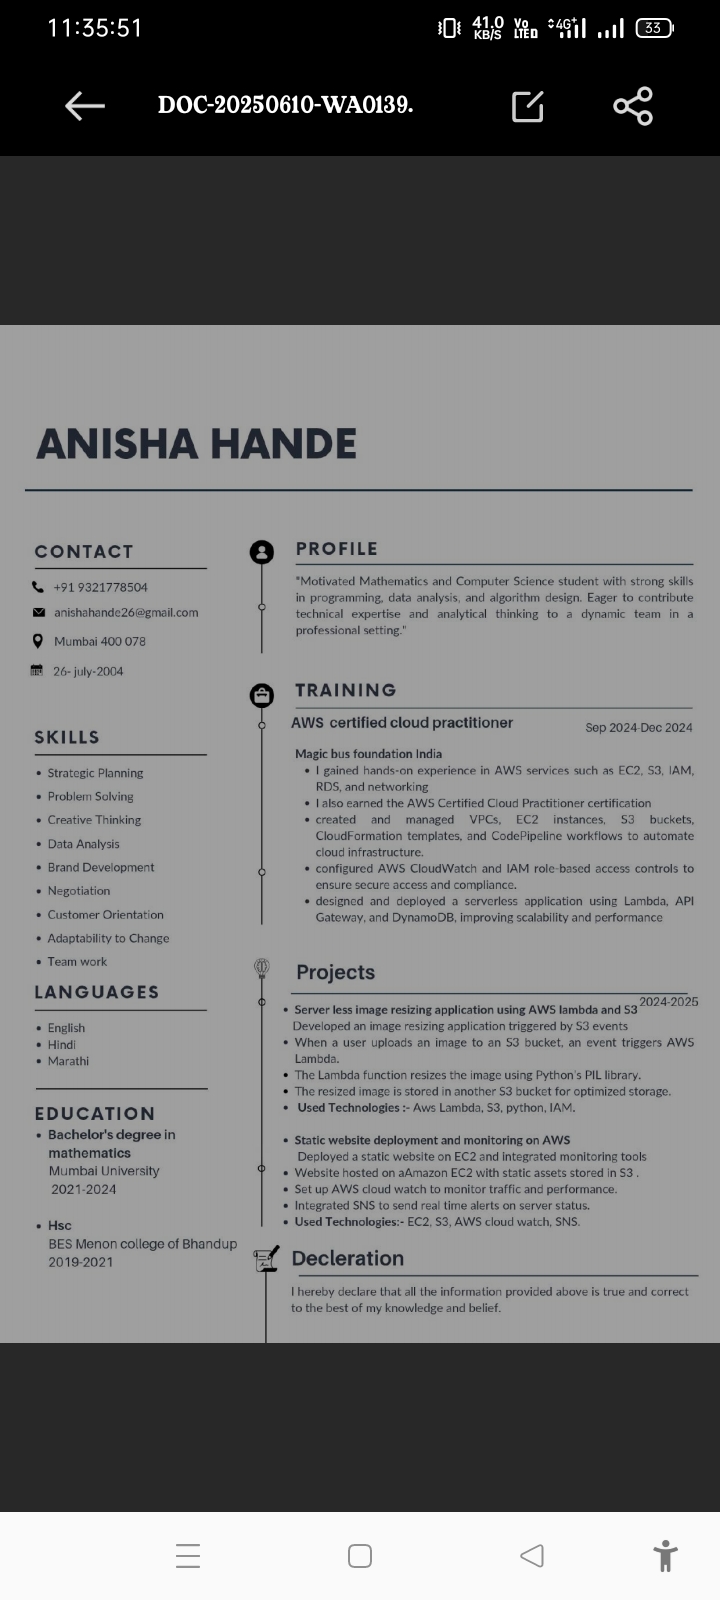 11:35:51
41.0 KB/S Vo LTE 4G+ 33
DOC-20250610-WA0139.
ANISHA HANDE
CONTACT
+91 9321778504
anishahande26@gmail.com
Mumbai 400 078
26- july-2004
SKILLS
• Strategic Planning
• Problem Solving
• Creative Thinking
• Data Analysis
• Brand Development
• Negotiation
• Customer Orientation
• Adaptability to Change
• Team work
LANGUAGES
• English
• Hindi
• Marathi
EDUCATION
• Bachelor's degree in
mathematics
Mumbai University
2021-2024
• Hsc
BES Menon college of Bhandup
2019-2021
PROFILE
"Motivated Mathematics and Computer Science student with strong skills
in programming, data analysis, and algorithm design. Eager to contribute
technical expertise and analytical thinking to a dynamic team in a
professional setting."
TRAINING
AWS certified cloud practitioner
Sep 2024-Dec 2024
Magic bus foundation India
• I gained hands-on experience in AWS services such as EC2, S3, IAM,
RDS, and networking
• I also earned the AWS Certified Cloud Practitioner certification
• created and managed VPCs, EC2 instances, S3 buckets,
CloudFormation templates, and CodePipeline workflows to automate
cloud infrastructure.
• configured AWS CloudWatch and IAM role-based access controls to
ensure secure access and compliance.
• designed and deployed a serverless application using Lambda, API
Gateway, and DynamoDB, improving scalability and performance
Projects
• Server less image resizing application using AWS lambda and S3 2024-2025
Developed an image resizing application triggered by S3 events
• When a user uploads an image to an S3 bucket, an event triggers AWS
Lambda.
• The Lambda function resizes the image using Python's PIL library.
• The resized image is stored in another S3 bucket for optimized storage.
• Used Technologies :- Aws Lambda, S3, python, IAM.
• Static website deployment and monitoring on AWS
Deployed a static website on EC2 and integrated monitoring tools
• Website hosted on aAmazon EC2 with static assets stored in S3 .
• Set up AWS cloud watch to monitor traffic and performance.
• Integrated SNS to send real time alerts on server status.
• Used Technologies:- EC2, S3, AWS cloud watch, SNS.
Decleration
I hereby declare that all the information provided above is true and correct
to the best of my knowledge and belief.